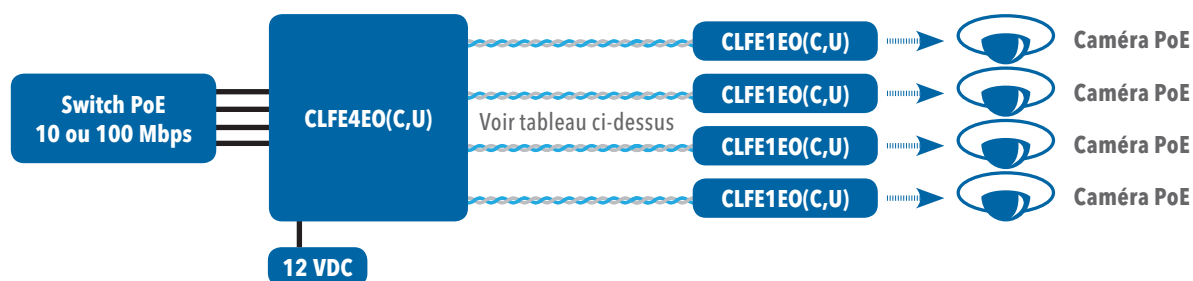 CLFE1EO(C,U)
Caméra PoE
Switch PoE
10 ou 100 Mbps
CLFE4EO(C,U)
CLFE1EO(C,U)
Caméra PoE
Voir tableau ci-dessus
CLFE1EO(C,U)
Caméra PoE
CLFE1EO(C,U)
Caméra PoE
12 VDC